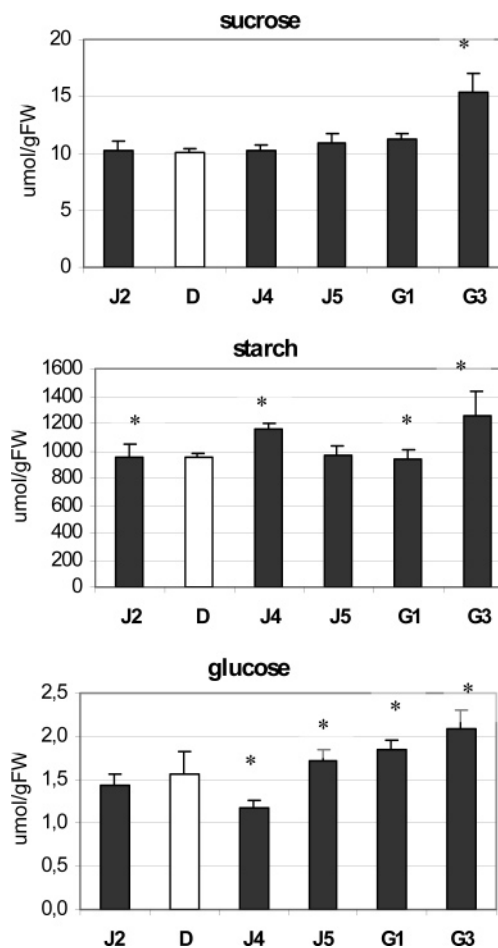 sucrose
20
*
15
umol/gFW
10
5
0
J2 D J4 J5 G1 G3
starch
1600
*
1400
* * *
1200
umol/gFW
1000
800
600
400
200
0
J2 D J4 J5 G1 G3
glucose
2,5
* * * *
2,0
umol/gFW
1,5
1,0
0,5
0,0
J2 D J4 J5 G1 G3